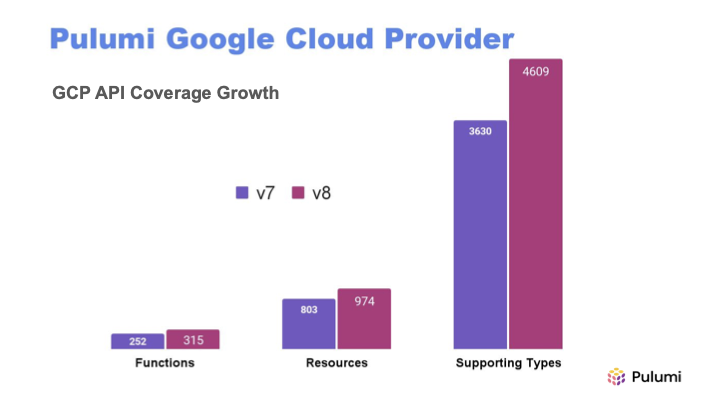 Pulumi Google Cloud Provider
GCP API Coverage Growth
v7 v8
252 315
803 974
3630 4609
Functions Resources Supporting Types
Pulumi